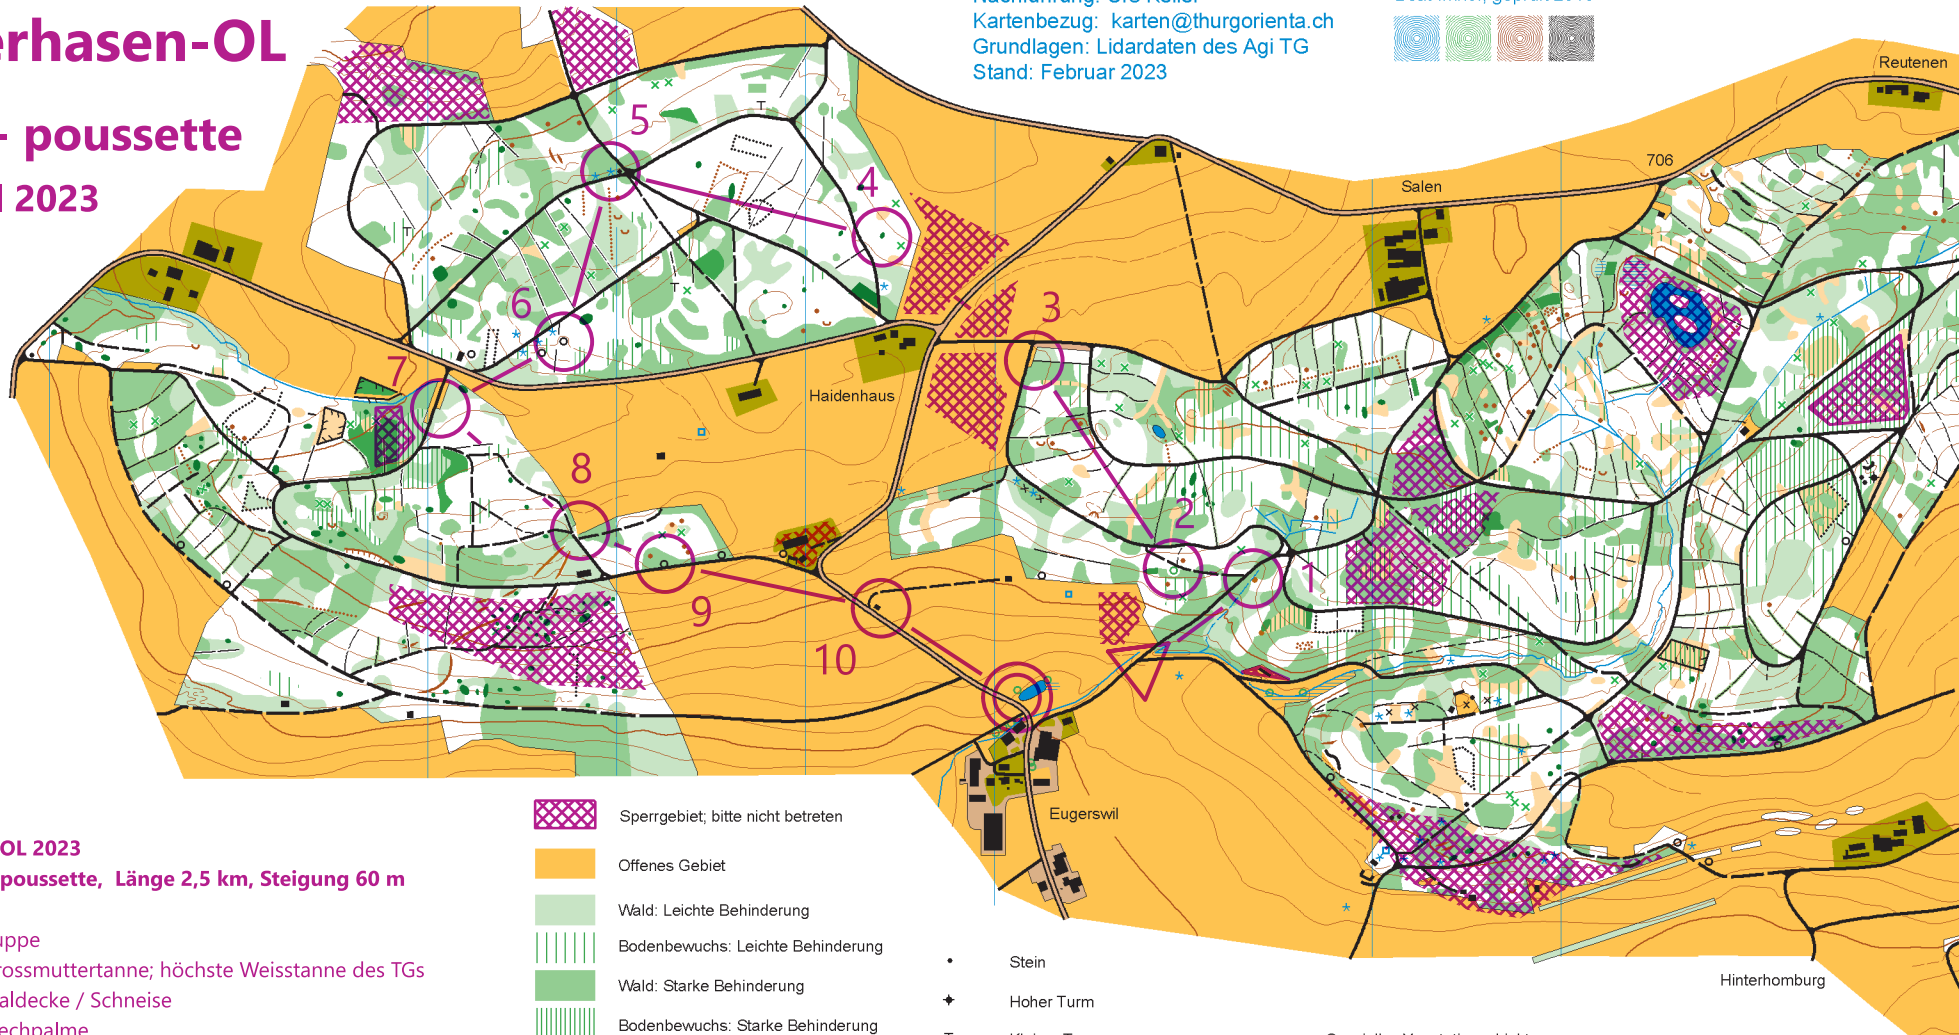 erhasen-OL
- poussette
2023
Nachführung: Urs Keller
Kartenbezug: karten@thurgorienta.ch
Grundlagen: Lidardaten des Agi TG
Stand: Februar 2023
Reutenen
706
Salen
5
4
3
6
7
Haidenhaus
8
2
1
9
10
Eugerswil
Hinterhomburg
OL 2023
poussette, Länge 2,5 km, Steigung 60 m
uppe
rossmuttertanne; höchste Weisstanne des TGs
aldecke / Schneise
echpalme
Sperrgebiet; bitte nicht betreten
Offenes Gebiet
Wald: Leichte Behinderung
Bodenbewuchs: Leichte Behinderung
Wald: Starke Behinderung
Bodenbewuchs: Starke Behinderung
Stein
Hoher Turm